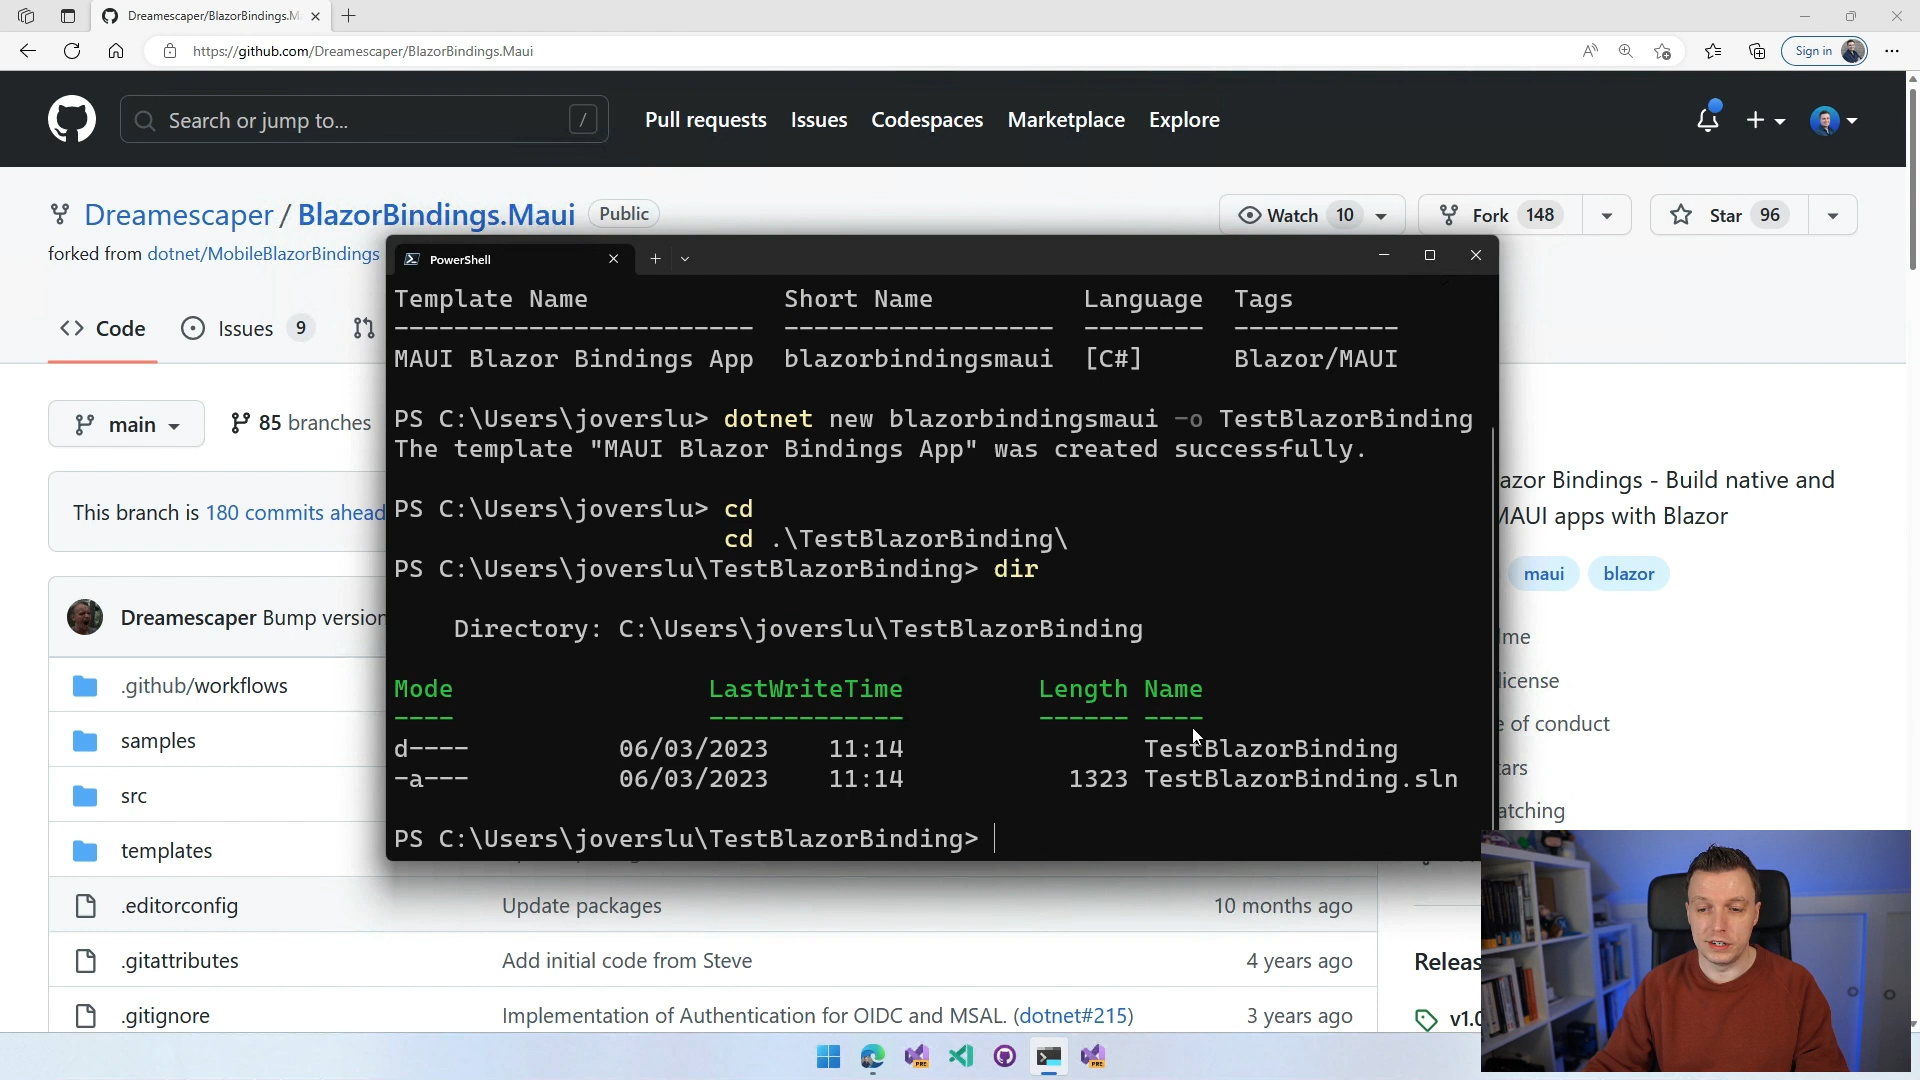 Dreamescaper/BlazorBindings.M
https://github.com/Dreamescaper/BlazorBindings.Maui
Sign in
Search or jump to...
/
Pull requests
Issues
Codespaces
Marketplace
Explore
Dreamescaper / BlazorBindings.Maui
Public
Watch 10
Fork 148
Star 96
forked from dotnet/MobileBlazorBindings
Code
Issues 9
main
85 branches
This branch is 180 commits ahead
Dreamescaper Bump version
.github/workflows
samples
src
templates
.editorconfig
Update packages
10 months ago
.gitattributes
Add initial code from Steve
4 years ago
.gitignore
Implementation of Authentication for OIDC and MSAL. (dotnet#215)
3 years ago
PowerShell
Template Name Short Name Language Tags
------------------------ ------------------ -------- -----------
MAUI Blazor Bindings App blazorbindingsmaui [C#] Blazor/MAUI
PS C:\Users\joverslu> dotnet new blazorbindingsmaui -o TestBlazorBinding
The template "MAUI Blazor Bindings App" was created successfully.
PS C:\Users\joverslu> cd
cd .\TestBlazorBinding\
PS C:\Users\joverslu\TestBlazorBinding> dir
Directory: C:\Users\joverslu\TestBlazorBinding
Mode LastWriteTime Length Name
---- ------------- ------ ----
d---- 06/03/2023 11:14 TestBlazorBinding
-a--- 06/03/2023 11:14 1323 TestBlazorBinding.sln
PS C:\Users\joverslu\TestBlazorBinding>
azor Bindings - Build native and
MAUI apps with Blazor
maui
blazor
me
license
e of conduct
tars
atching
Releas
v1.0
PRE
PRE